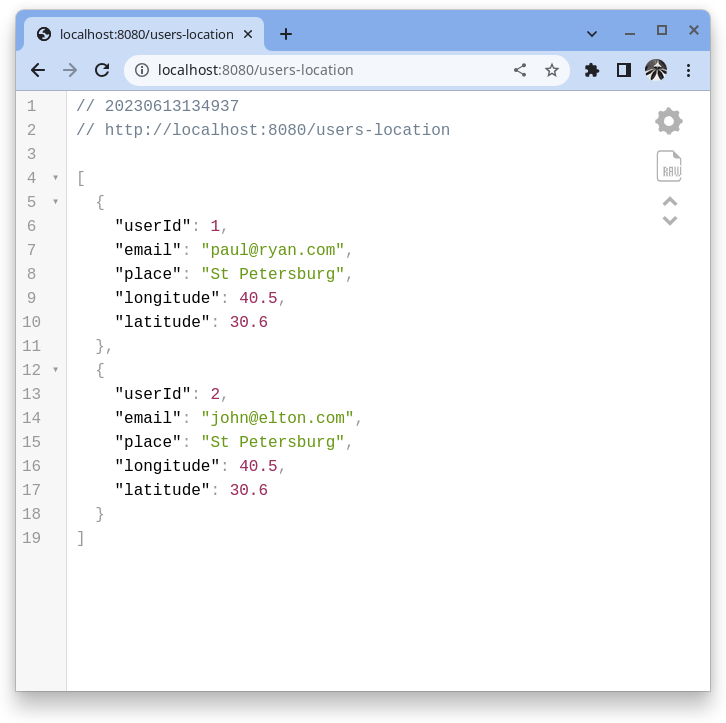 localhost:8080/users-location
localhost:8080/users-location
1 // 20230613134937
2 // http://localhost:8080/users-location
3
4 [
5 {
6 "userId": 1,
7 "email": "paul@ryan.com",
8 "place": "St Petersburg",
9 "longitude": 40.5,
10 "latitude": 30.6
11 },
12 {
13 "userId": 2,
14 "email": "john@elton.com",
15 "place": "St Petersburg",
16 "longitude": 40.5,
17 "latitude": 30.6
18 }
19 ]
RAW